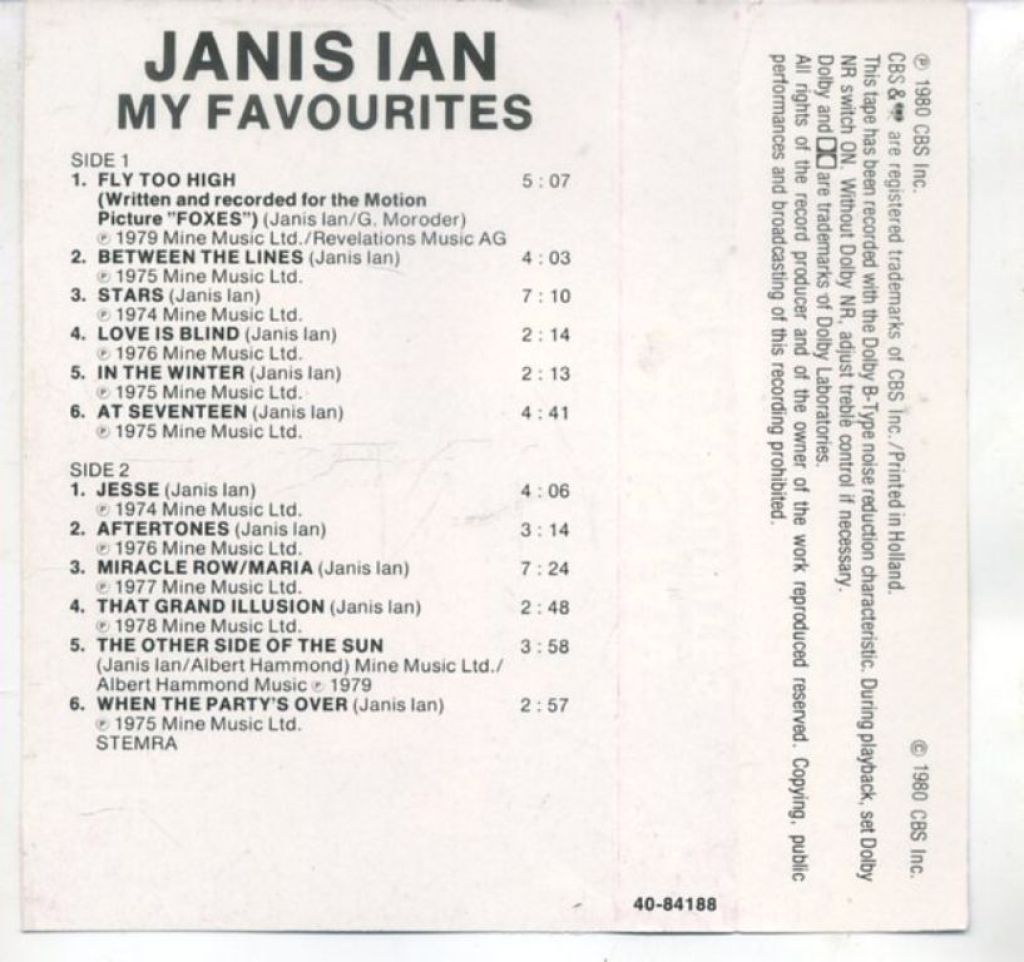 JANIS IAN
MY FAVOURITES
SIDE 1
1. FLY TOO HIGH 5 : 07
(Written and recorded for the Motion
Picture "FOXES") (Janis Ian/G. Moroder)
℗ 1979 Mine Music Ltd./Revelations Music AG
2. BETWEEN THE LINES (Janis Ian) 4 : 03
℗ 1975 Mine Music Ltd.
3. STARS (Janis Ian) 7 : 10
℗ 1974 Mine Music Ltd.
4. LOVE IS BLIND (Janis Ian) 2 : 14
℗ 1976 Mine Music Ltd.
5. IN THE WINTER (Janis Ian) 2 : 13
℗ 1975 Mine Music Ltd.
6. AT SEVENTEEN (Janis Ian) 4 : 41
℗ 1975 Mine Music Ltd.
SIDE 2
1. JESSE (Janis Ian) 4 : 06
℗ 1974 Mine Music Ltd.
2. AFTERTONES (Janis Ian) 3 : 14
℗ 1976 Mine Music Ltd.
3. MIRACLE ROW/MARIA (Janis Ian) 7 : 24
℗ 1977 Mine Music Ltd.
4. THAT GRAND ILLUSION (Janis Ian) 2 : 48
℗ 1978 Mine Music Ltd.
5. THE OTHER SIDE OF THE SUN 3 : 58
(Janis Ian/Albert Hammond) Mine Music Ltd./
Albert Hammond Music ℗ 1979
6. WHEN THE PARTY'S OVER (Janis Ian) 2 : 57
℗ 1975 Mine Music Ltd.
STEMRA
40-84188
℗ 1980 CBS Inc. © 1980 CBS Inc.
CBS & are registered trademarks of CBS Inc./Printed in Holland.
This tape has been recorded with the Dolby B-Type noise reduction characteristic. During playback, set Dolby
NR switch ON. Without Dolby NR, adjust treble control if necessary.
Dolby and are trademarks of Dolby Laboratories.
All rights of the record producer and of the owner of the work reproduced reserved. Copying, public
performances and broadcasting of this recording prohibited.